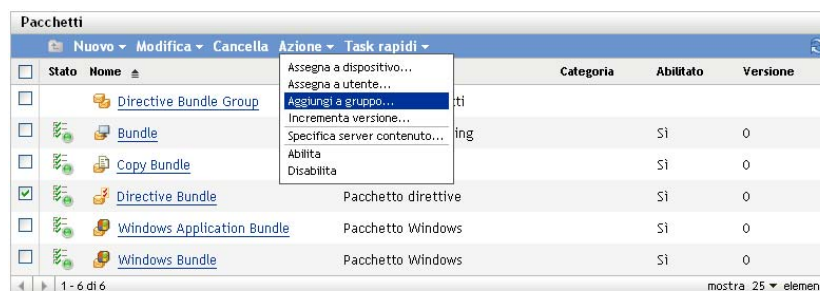 Pacchetti
Nuovo Modifica Cancella Azione Task rapidi
Stato Nome Categoria Abilitato Versione
Assegna a dispositivo...
Assegna a utente...
Aggiungi a gruppo...
Incrementa versione...
Specifica server contenuto...
Abilita
Disabilita
Directive Bundle Group tti
Bundle ing Sì 0
Copy Bundle Sì 0
Directive Bundle Pacchetto direttive Sì 0
Windows Application Bundle Pacchetto Windows Sì 0
Windows Bundle Pacchetto Windows Sì 0
1 - 6 di 6 mostra 25 elemen